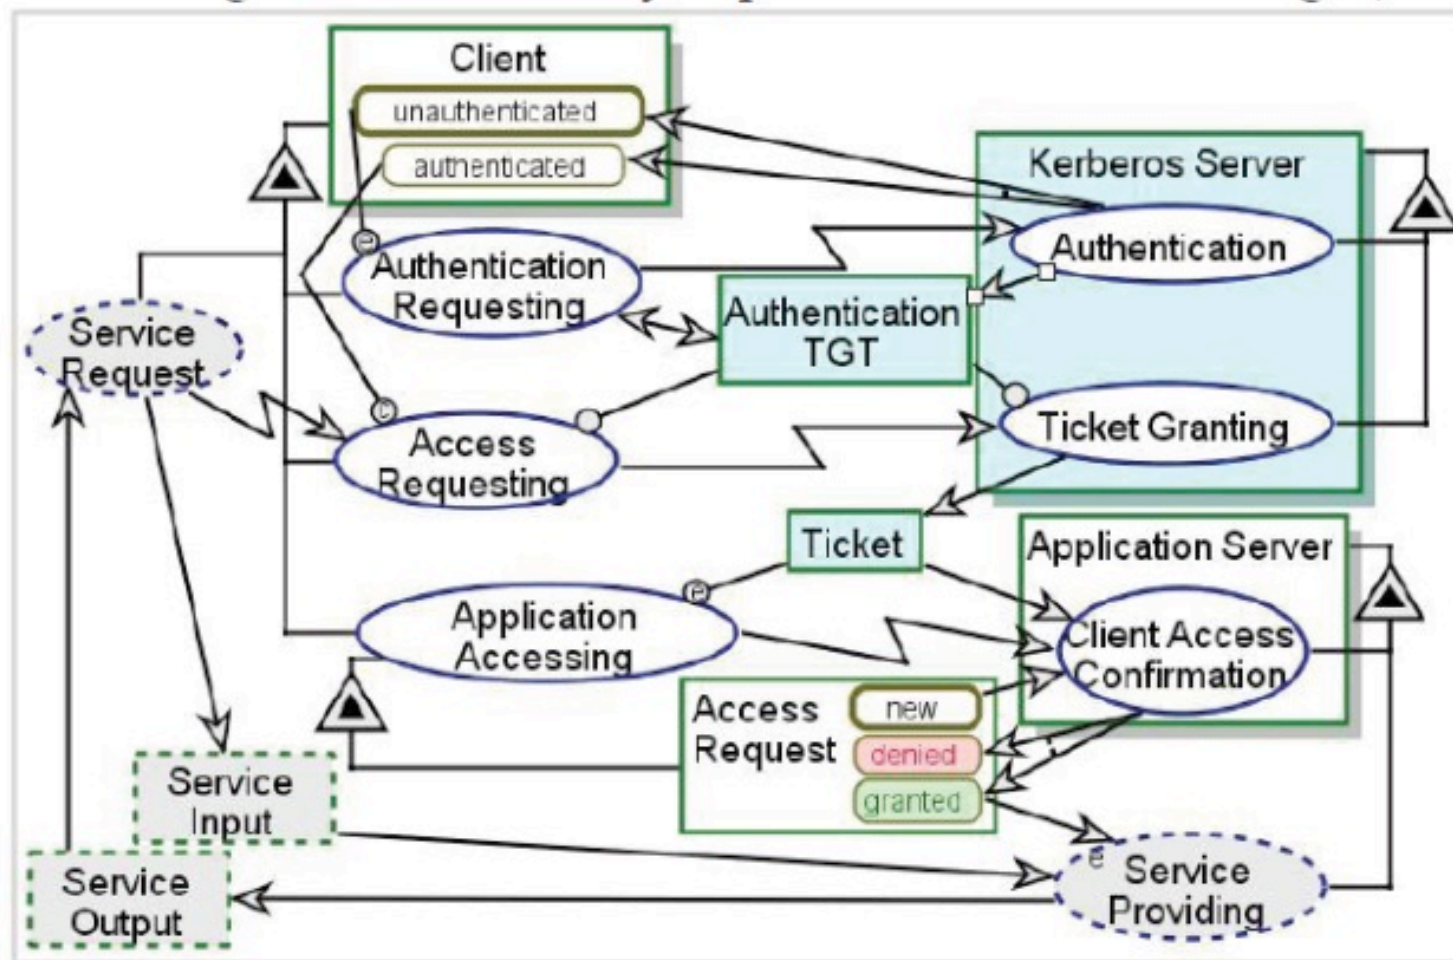 Client
unauthenticated
authenticated
Kerberos Server
Authentication
Authentication
Requesting
Authentication
TGT
Service
Request
e
c
Access
Requesting
Ticket Granting
Ticket
Application Server
e
Application
Accessing
Client Access
Confirmation
Access
Request
new
denied
granted
Service
Input
e
Service
Providing
Service
Output